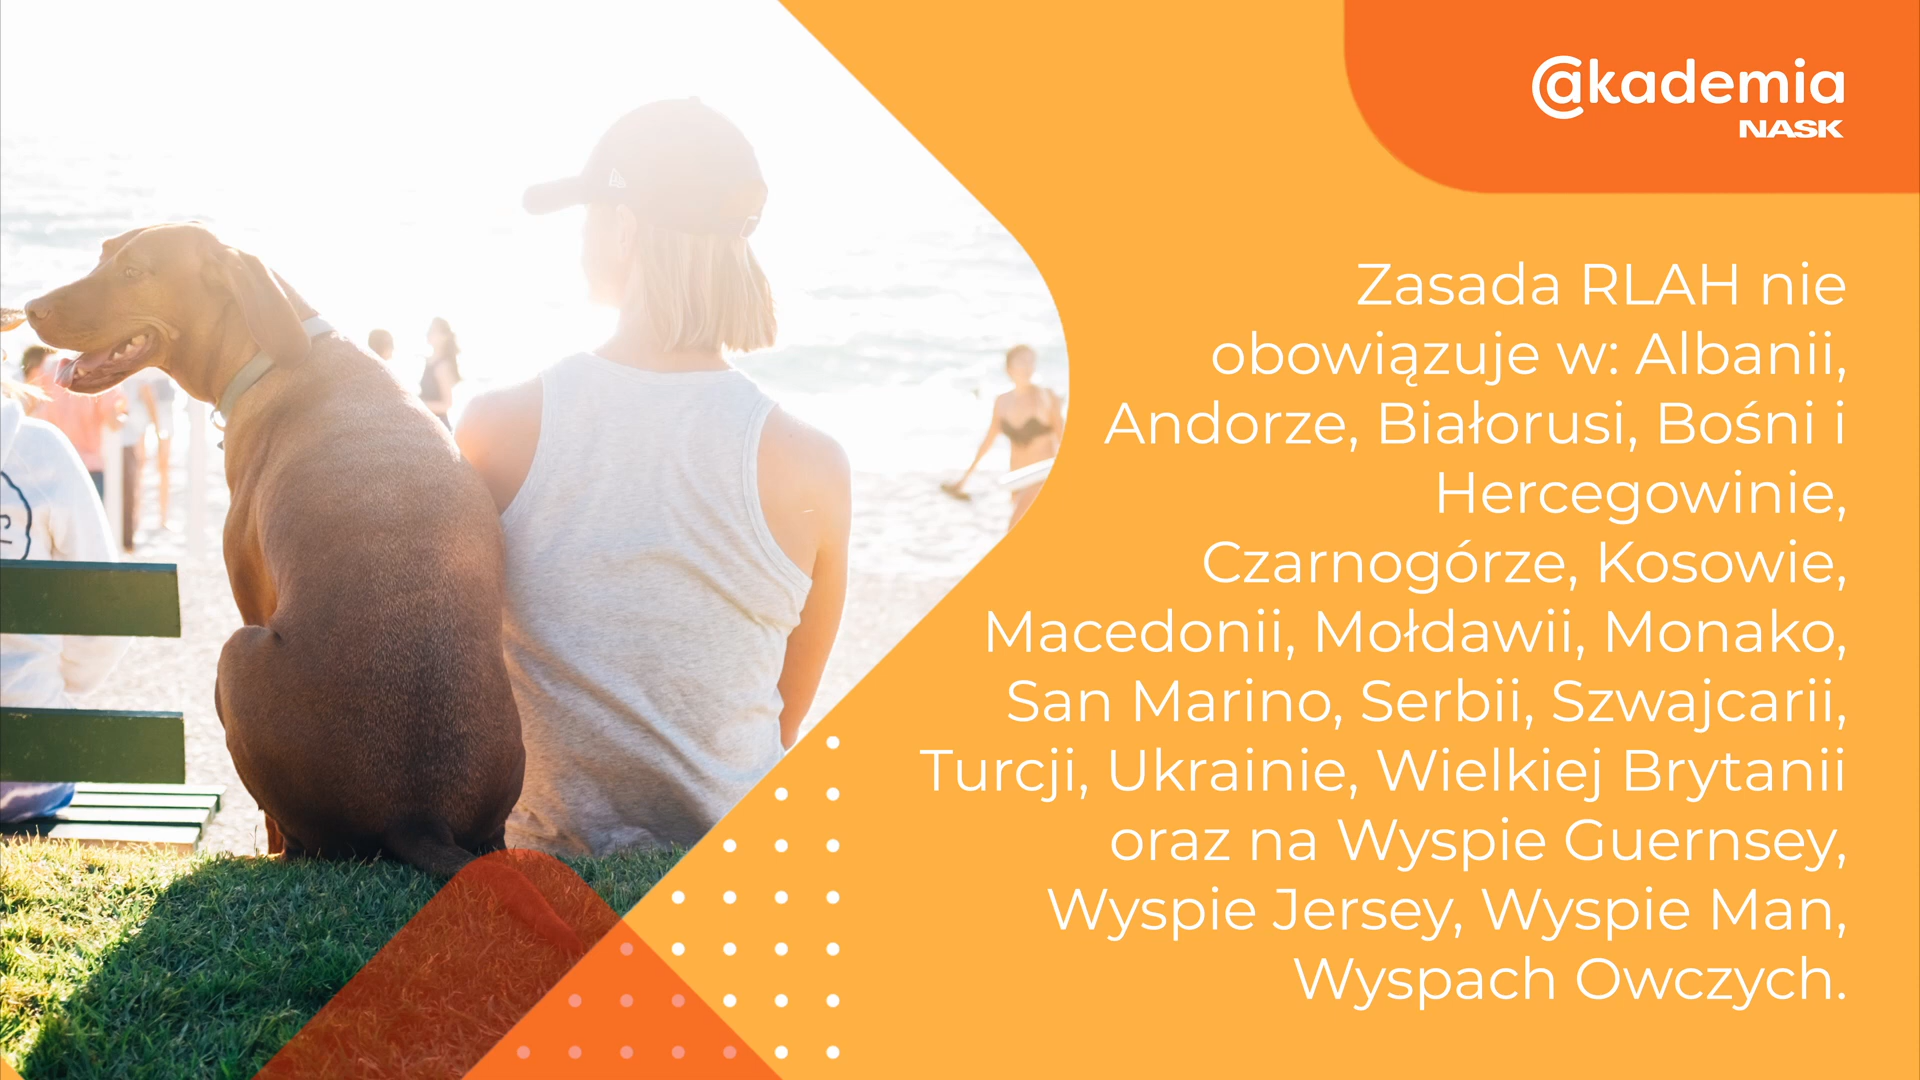 @kademia
NASK
Zasada RLAH nie
obowiązuje w: Albanii,
Andorze, Białorusi, Bośni i
Hercegowinie,
Czarnogórze, Kosowie,
Macedonii, Mołdawii, Monako,
San Marino, Serbii, Szwajcarii,
Turcji, Ukrainie, Wielkiej Brytanii
oraz na Wyspie Guernsey,
Wyspie Jersey, Wyspie Man,
Wyspach Owczych.